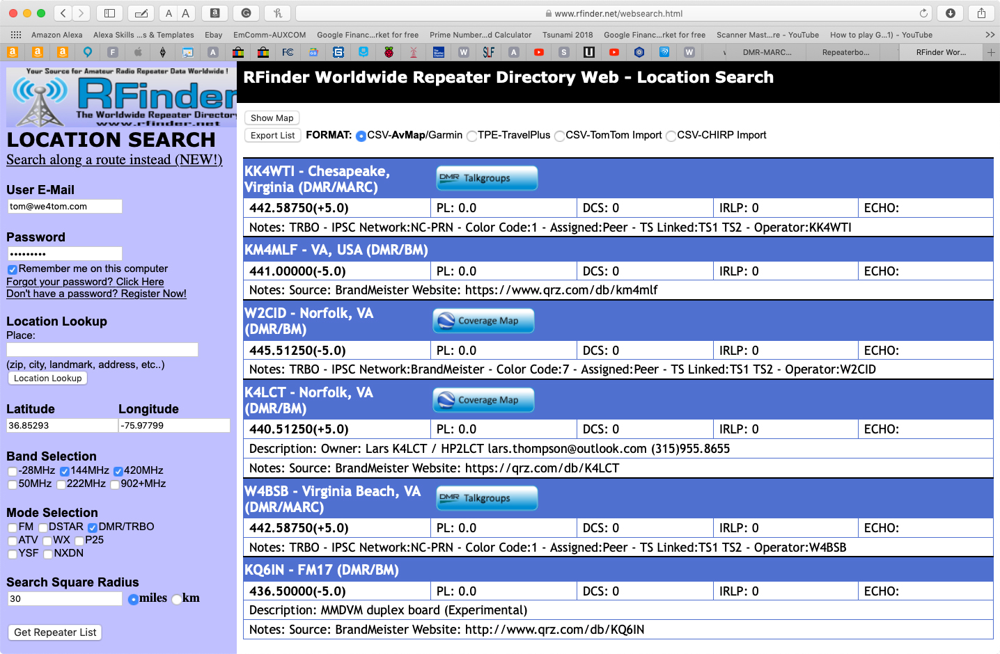 www.rfinder.net/websearch.html
A A
Amazon Alexa Alexa Skills ...s & Templates Ebay EmComm-AUXCOM Google Financ...rket for free Prime Number...d Calculator Tsunami 2018 Google Financ...rket for free Scanner Mast...re - YouTube How to play G...1) - YouTube
DMR-MARC... Repeaterbo... RFinder Wor...
Your Source for Amateur Radio Repeater Data Worldwide !
RFinder
The Worldwide Repeater Directory
www.rfinder.net
LOCATION SEARCH
Search along a route instead (NEW!)
User E-Mail
tom@we4tom.com
Password
•••••••••
Remember me on this computer
Forgot your password? Click Here
Don't have a password? Register Now!
Location Lookup
Place:
(zip, city, landmark, address, etc..)
Location Lookup
Latitude Longitude
36.85293 -75.97799
Band Selection
-28MHz 144MHz 420MHz
50MHz 222MHz 902+MHz
Mode Selection
FM DSTAR DMR/TRBO
ATV WX P25
YSF NXDN
Search Square Radius
30 miles km
Get Repeater List
RFinder Worldwide Repeater Directory Web - Location Search
Show Map
Export List FORMAT: CSV-AvMap/Garmin TPE-TravelPlus CSV-TomTom Import CSV-CHIRP Import
KK4WTI - Chesapeake,
Virginia (DMR/MARC)
DMR Talkgroups
442.58750(+5.0) PL: 0.0 DCS: 0 IRLP: 0 ECHO:
Notes: TRBO - IPSC Network:NC-PRN - Color Code:1 - Assigned:Peer - TS Linked:TS1 TS2 - Operator:KK4WTI
KM4MLF - VA, USA (DMR/BM)
441.00000(-5.0) PL: 0.0 DCS: 0 IRLP: 0 ECHO:
Notes: Source: BrandMeister Website: https://www.qrz.com/db/km4mlf
W2CID - Norfolk, VA
(DMR/BM)
Coverage Map
445.51250(-5.0) PL: 0.0 DCS: 0 IRLP: 0 ECHO:
Notes: TRBO - IPSC Network:BrandMeister - Color Code:7 - Assigned:Peer - TS Linked:TS1 TS2 - Operator:W2CID
K4LCT - Norfolk, VA
(DMR/BM)
Coverage Map
440.51250(+5.0) PL: 0.0 DCS: 0 IRLP: 0 ECHO:
Description: Owner: Lars K4LCT / HP2LCT lars.thompson@outlook.com (315)955.8655
Notes: Source: BrandMeister Website: https://qrz.com/db/K4LCT
W4BSB - Virginia Beach, VA
(DMR/MARC)
DMR Talkgroups
442.58750(+5.0) PL: 0.0 DCS: 0 IRLP: 0 ECHO:
Notes: TRBO - IPSC Network:NC-PRN - Color Code:1 - Assigned:Peer - TS Linked:TS1 TS2 - Operator:W4BSB
KQ6IN - FM17 (DMR/BM)
436.50000(-5.0) PL: 0.0 DCS: 0 IRLP: 0 ECHO:
Description: MMDVM duplex board (Experimental)
Notes: Source: BrandMeister Website: http://www.qrz.com/db/KQ6IN